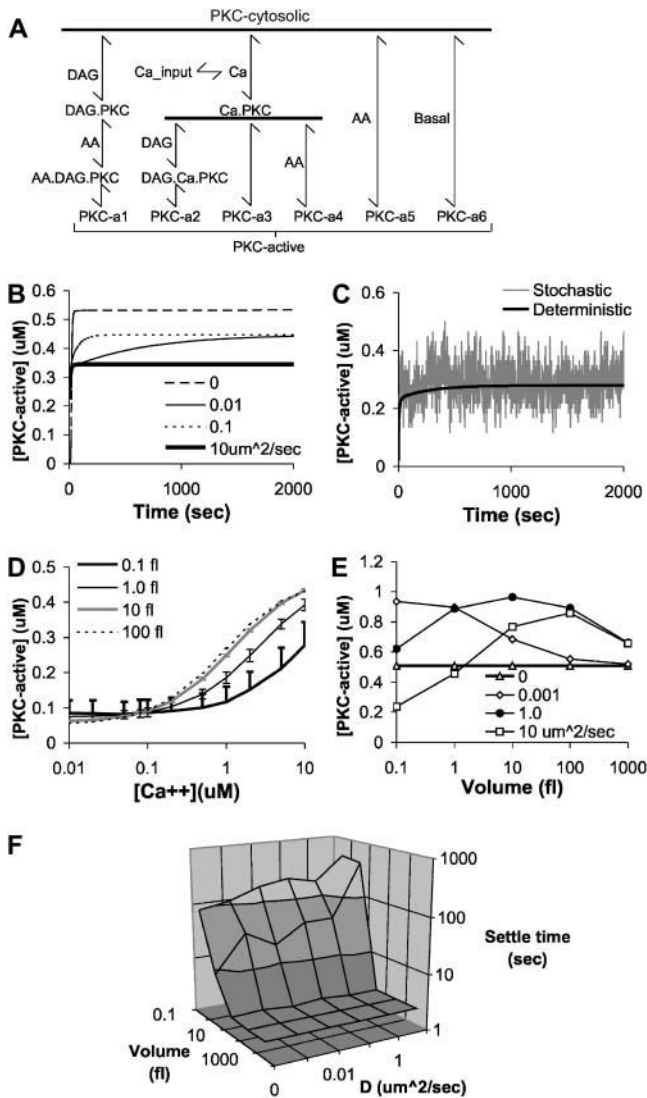 A
PKC-cytosolic
DAG
Ca_input
Ca
DAG.PKC
Ca.PKC
AA
DAG
AA
AA
Basal
AA.DAG.PKC
DAG.Ca.PKC
PKC-a1 PKC-a2 PKC-a3 PKC-a4 PKC-a5 PKC-a6
PKC-active
B
[PKC-active] (uM)
0.6
0.5
0.4
0.3
0.2
0.1
0
0
0.01
0.1
10um^2/sec
0 1000 2000
Time (sec)
C
[PKC-active] (uM)
Stochastic
Deterministic
0.6
0.4
0.2
0
0 1000 2000
Time (sec)
D
[PKC-active] (uM)
0.5
0.4
0.3
0.2
0.1
0
0.1 fl
1.0 fl
10 fl
100 fl
0.01 0.1 1 10
[Ca++](uM)
E
[PKC-active] (uM)
1.2
1
0.8
0.6
0.4
0.2
0
0
0.001
1.0
10 um^2/sec
0.1 1 10 100 1000
Volume (fl)
F
1000
100
10
1
Settle time
(sec)
0.1
10
1000
Volume
(fl)
0
0.01
1
D (um^2/sec)